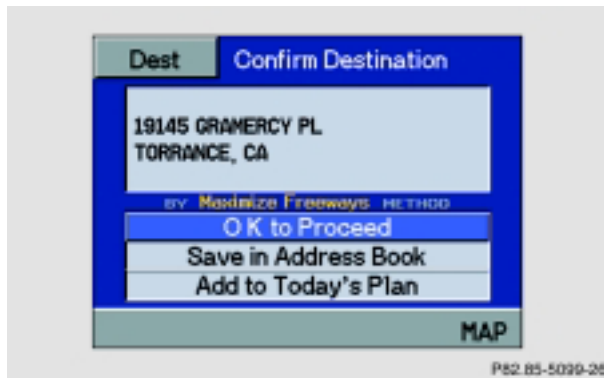 Dest Confirm Destination
19145 GRAMERCY PL
TORRANCE, CA
BY Maximize Freeways METHOD
OK to Proceed
Save in Address Book
Add to Today's Plan
MAP
P82.85-5099-26